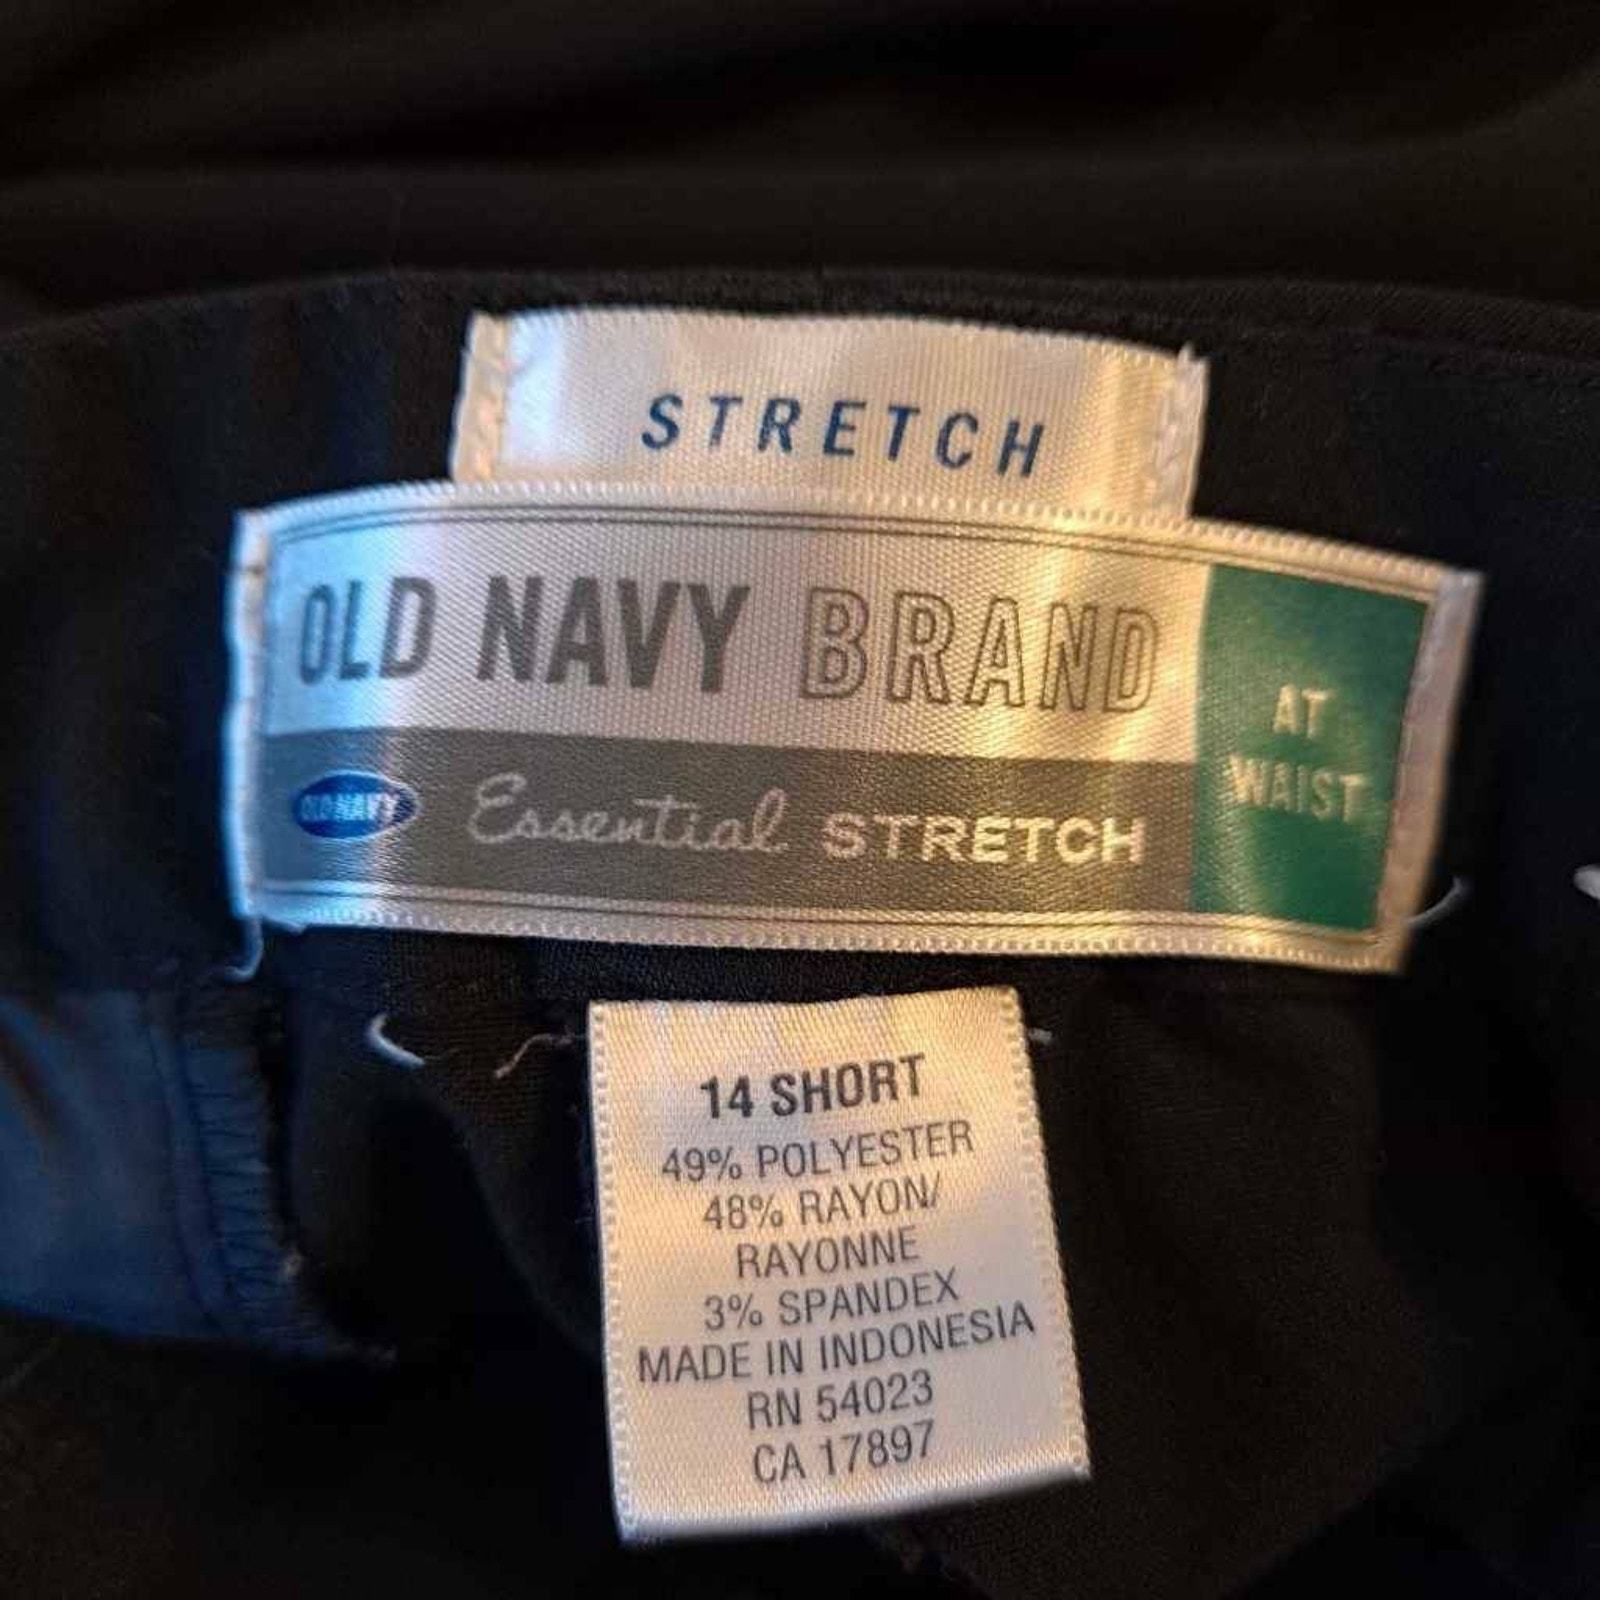 STRETCH
OLD NAVY BRAND
AT
WAIST
OLD NAVY Essential STRETCH
14 SHORT
49% POLYESTER
48% RAYON/
RAYONNE
3% SPANDEX
MADE IN INDONESIA
RN 54023
CA 17897